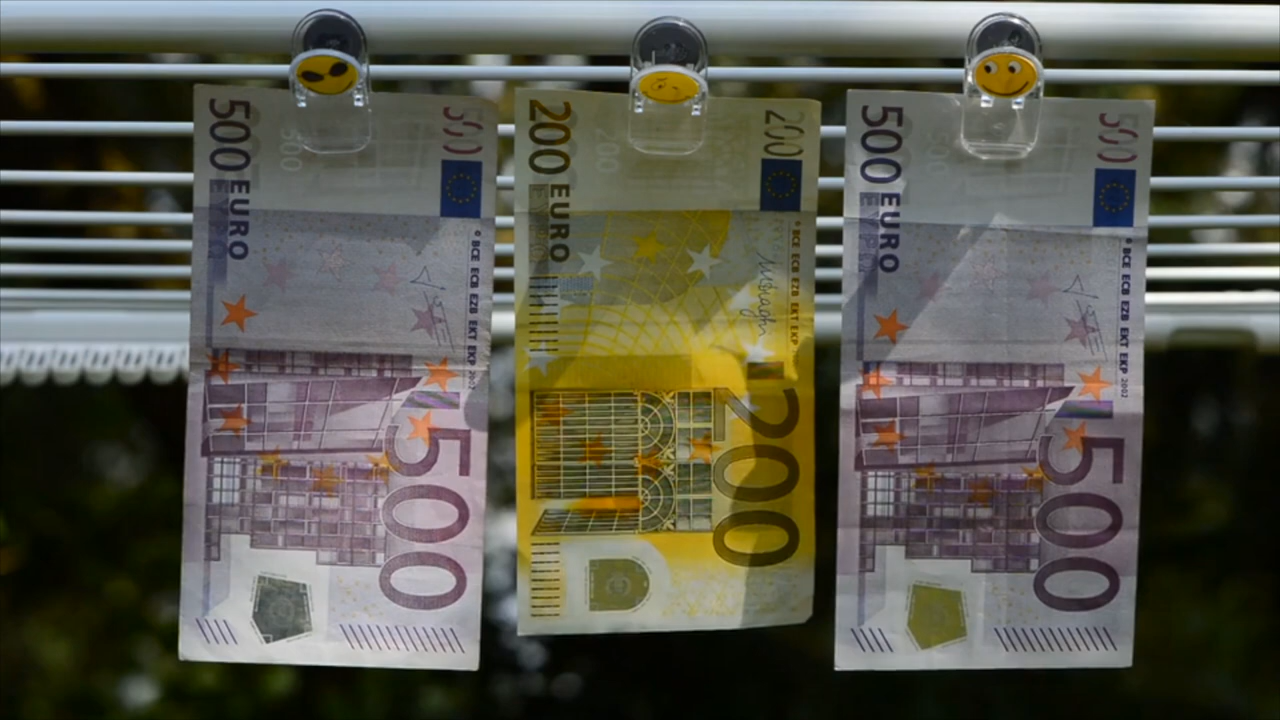 500 EURO
500
BCE ECB EZB EKT EKP 2002
500
200 EURO
200
BCE ECB EZB EKT EKP
200
500 EURO
500
BCE ECB EZB EKT EKP 2002
500